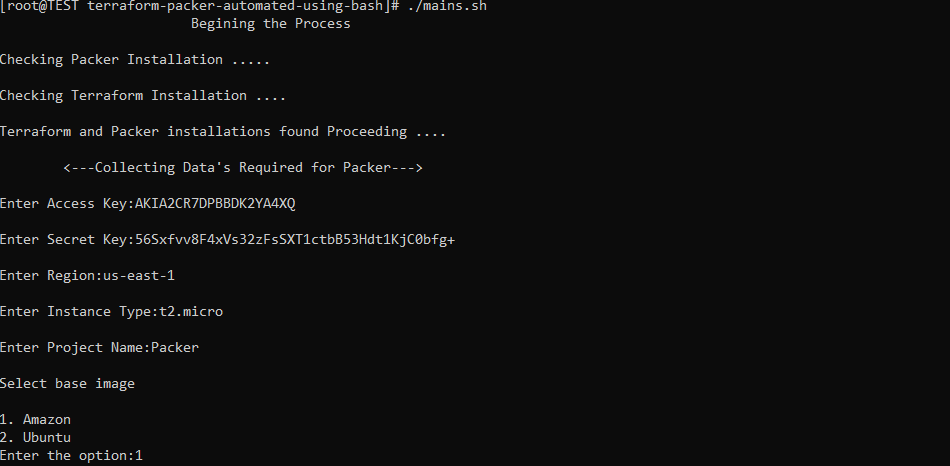 [root@TEST terraform-packer-automated-using-bash]# ./mains.sh
Begining the Process
Checking Packer Installation .....
Checking Terraform Installation ....
Terraform and Packer installations found Proceeding ....
<---Collecting Data's Required for Packer--->
Enter Access Key:AKIA2CR7DPBBDK2YA4XQ
Enter Secret Key: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
Enter Region:us-east-1
Enter Instance Type:t2.micro
Enter Project Name:Packer
Select base image
1. Amazon
2. Ubuntu
Enter the option:1